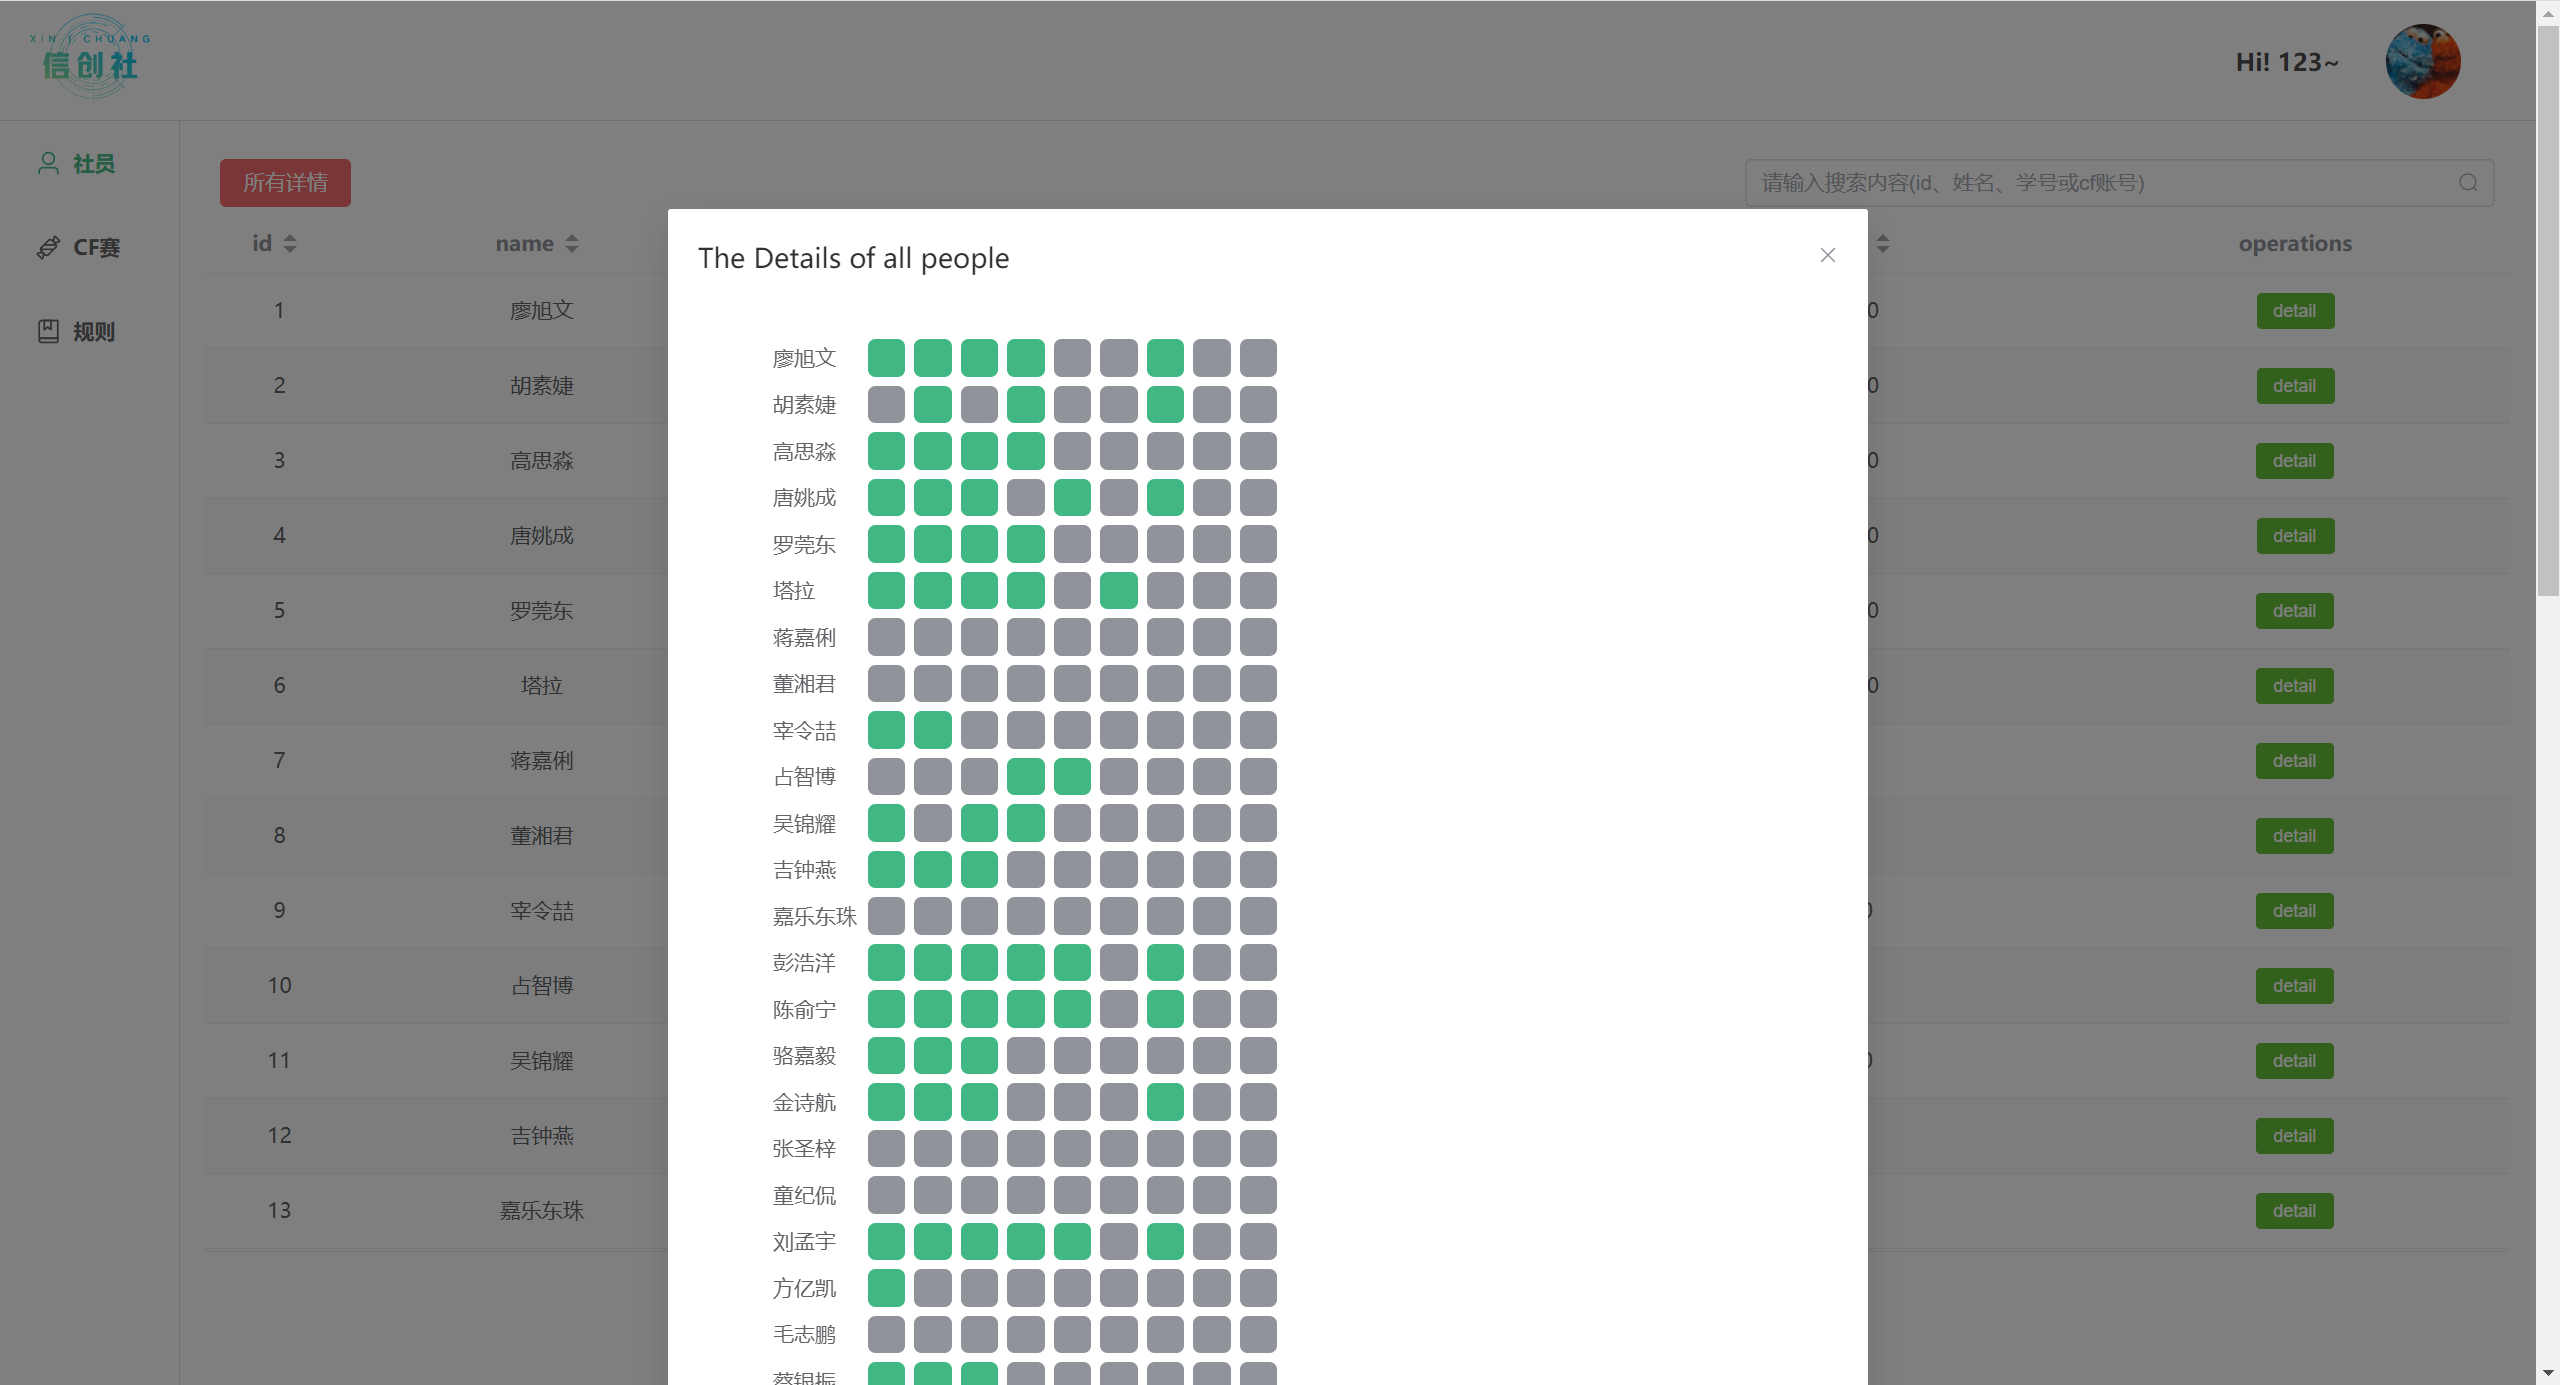 XIN | CHUANG
信创社
Hi! 123~
社员
CF赛
规则
所有详情
请输入搜索内容(id、姓名、学号或cf账号)
id name operations
1 廖旭文 0 detail
2 胡素婕 0 detail
3 高思淼 0 detail
4 唐姚成 0 detail
5 罗莞东 0 detail
6 塔拉 0 detail
7 蒋嘉俐 detail
8 董湘君 detail
9 宰令喆 detail
10 占智博 detail
11 吴锦耀 detail
12 吉钟燕 detail
13 嘉乐东珠 detail
The Details of all people
廖旭文
胡素婕
高思淼
唐姚成
罗莞东
塔拉
蒋嘉俐
董湘君
宰令喆
占智博
吴锦耀
吉钟燕
嘉乐东珠
彭浩洋
陈俞宁
骆嘉毅
金诗航
张圣梓
童纪侃
刘孟宇
方亿凯
毛志鹏
蔡银振